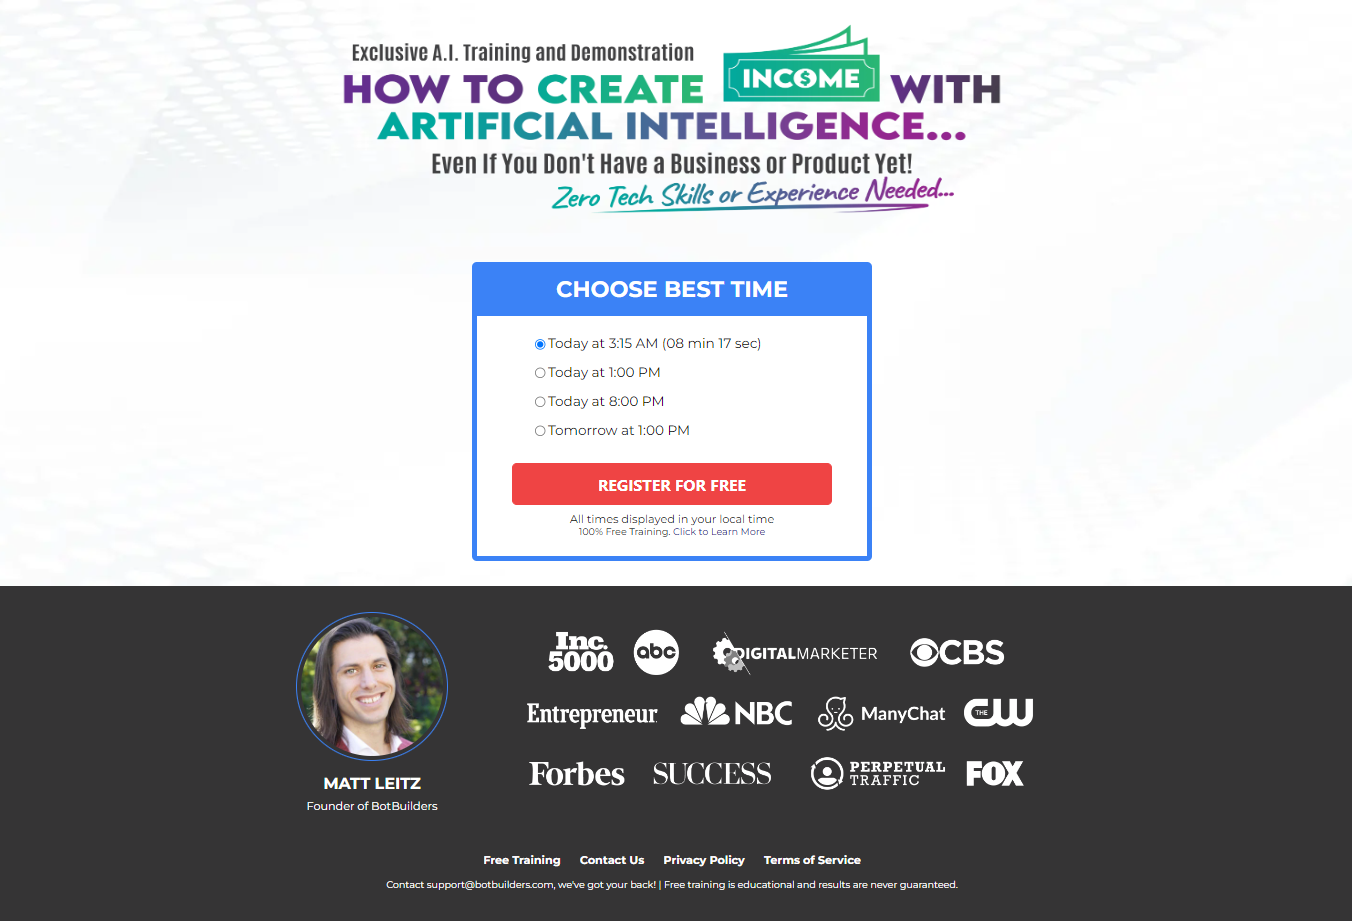 Exclusive A.I. Training and Demonstration
HOW TO CREATE INC$ME WITH
ARTIFICIAL INTELLIGENCE...
Even If You Don't Have a Business or Product Yet!
Zero Tech Skills or Experience Needed...
CHOOSE BEST TIME
Today at 3:15 AM (08 min 17 sec)
Today at 1:00 PM
Today at 8:00 PM
Tomorrow at 1:00 PM
REGISTER FOR FREE
All times displayed in your local time
100% Free Training. Click to Learn More
Inc. 5000 abc DIGITALMARKETER CBS
Entrepreneur NBC ManyChat THE CW
Forbes SUCCESS PERPETUAL TRAFFIC FOX
MATT LEITZ
Founder of BotBuilders
Free Training Contact Us Privacy Policy Terms of Service
Contact support@botbuilders.com, we've got your back! | Free training is educational and results are never guaranteed.